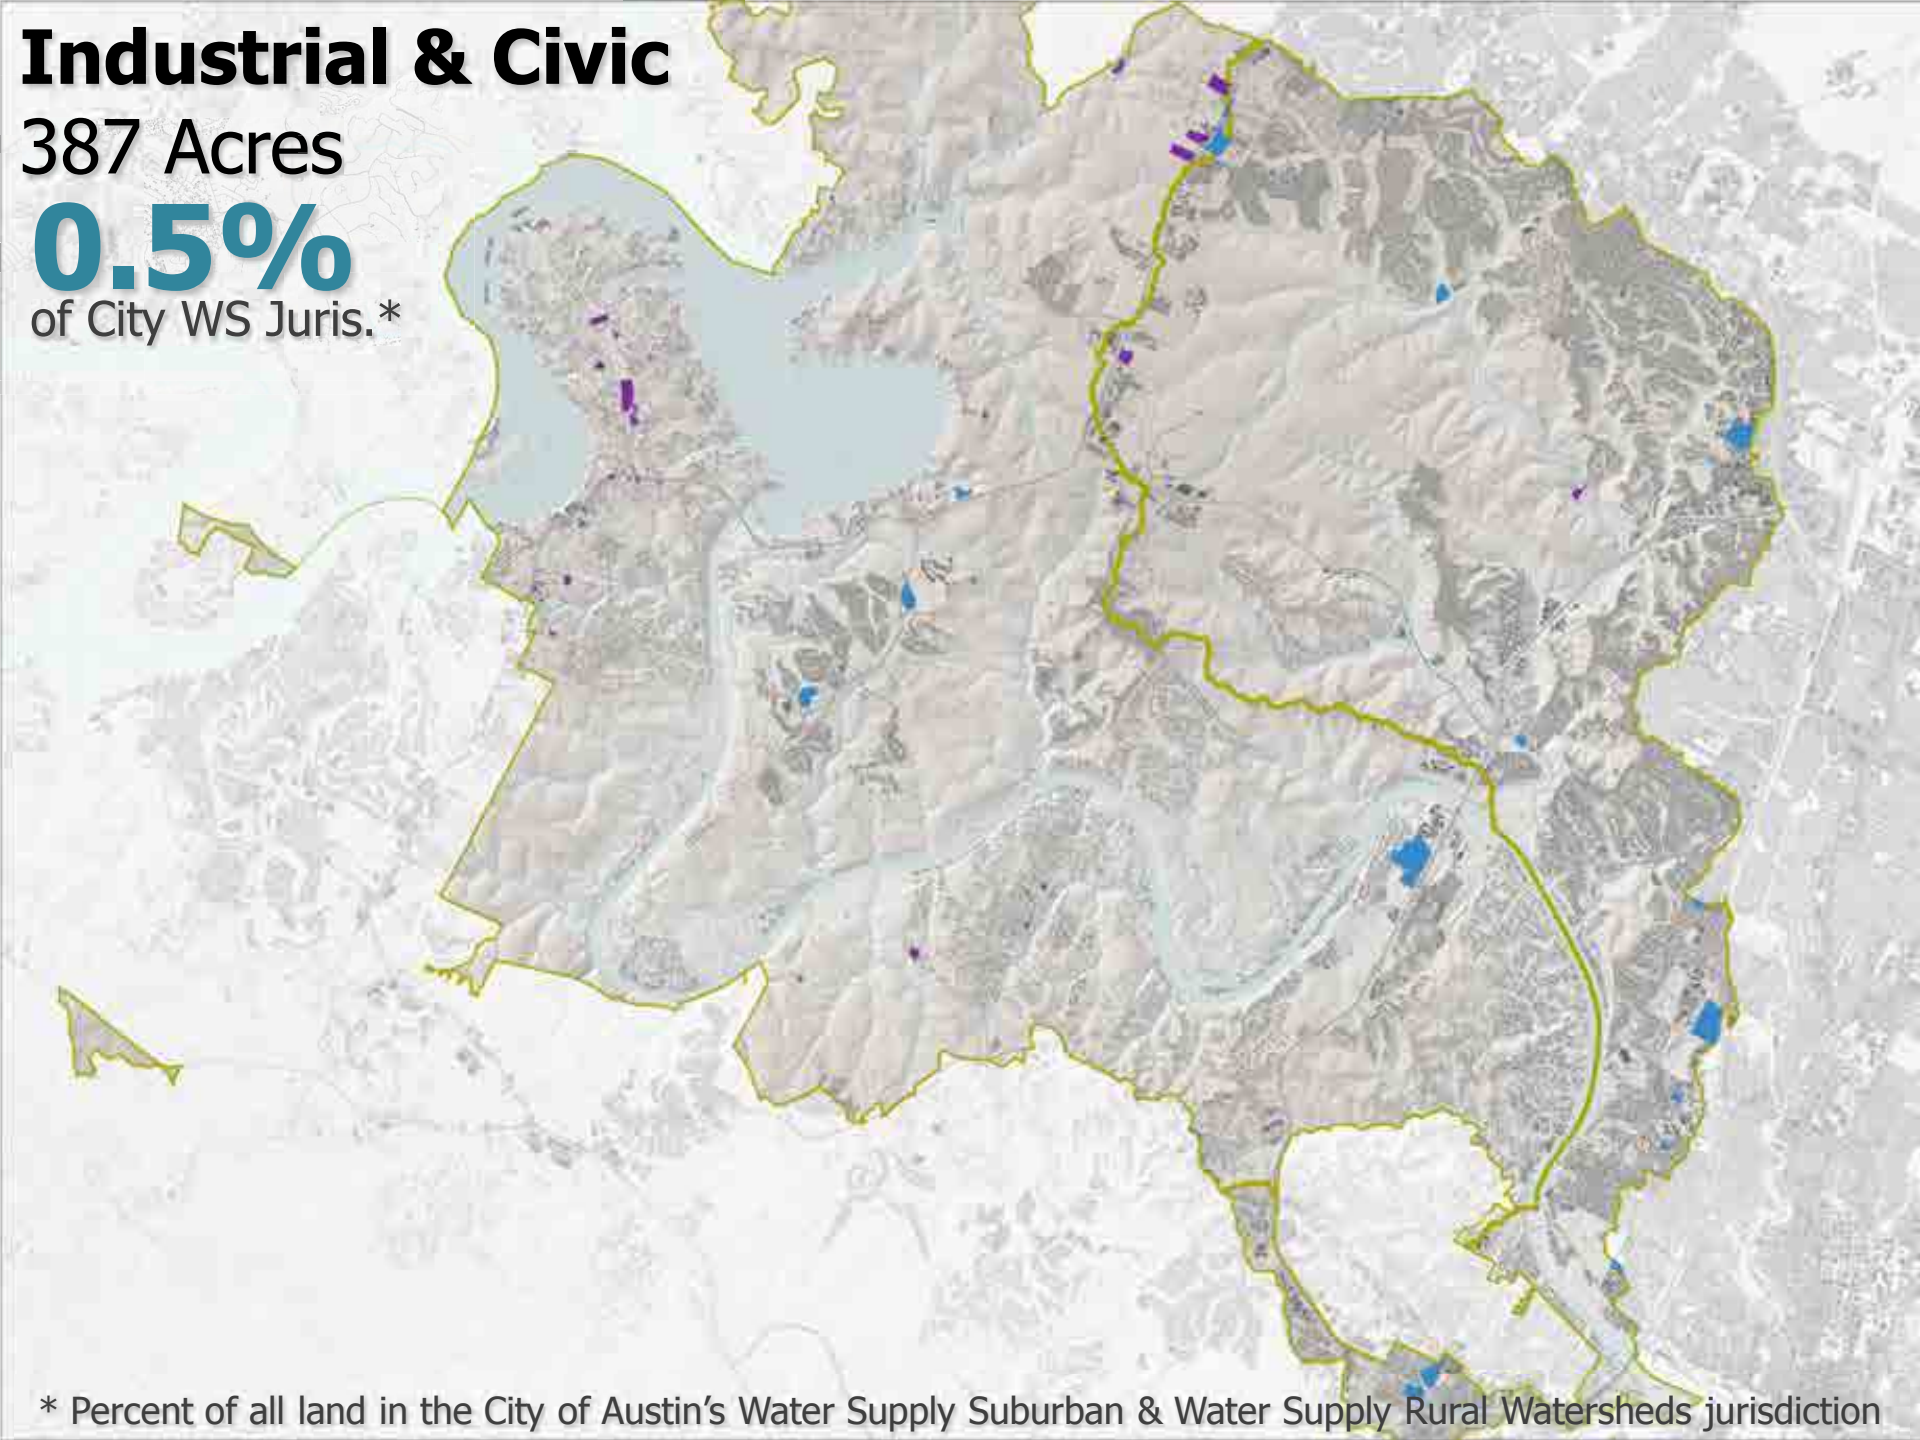 Industrial & Civic
387 Acres
0.5%
of City WS Juris.*
* Percent of all land in the City of Austin’s Water Supply Suburban & Water Supply Rural Watersheds jurisdiction